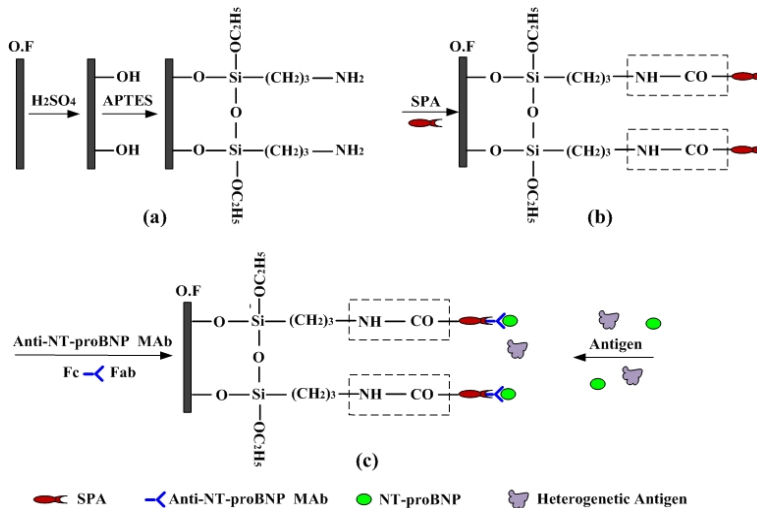 OC2H5
O.F
OH
H2SO4
APTES
OH
O Si (CH2)3 NH2
O
O Si (CH2)3 NH2
OC2H5
(a)
OC2H5
O.F
SPA
O Si (CH2)3 NH CO
O
O Si (CH2)3 NH CO
OC2H5
(b)
OC2H5
O.F
Anti-NT-proBNP MAb
Fc Fab
O Si (CH2)3 NH CO
O
O Si (CH2)3 NH CO
OC2H5
Antigen
(c)
SPA Anti-NT-proBNP MAb NT-proBNP Heterogenetic Antigen